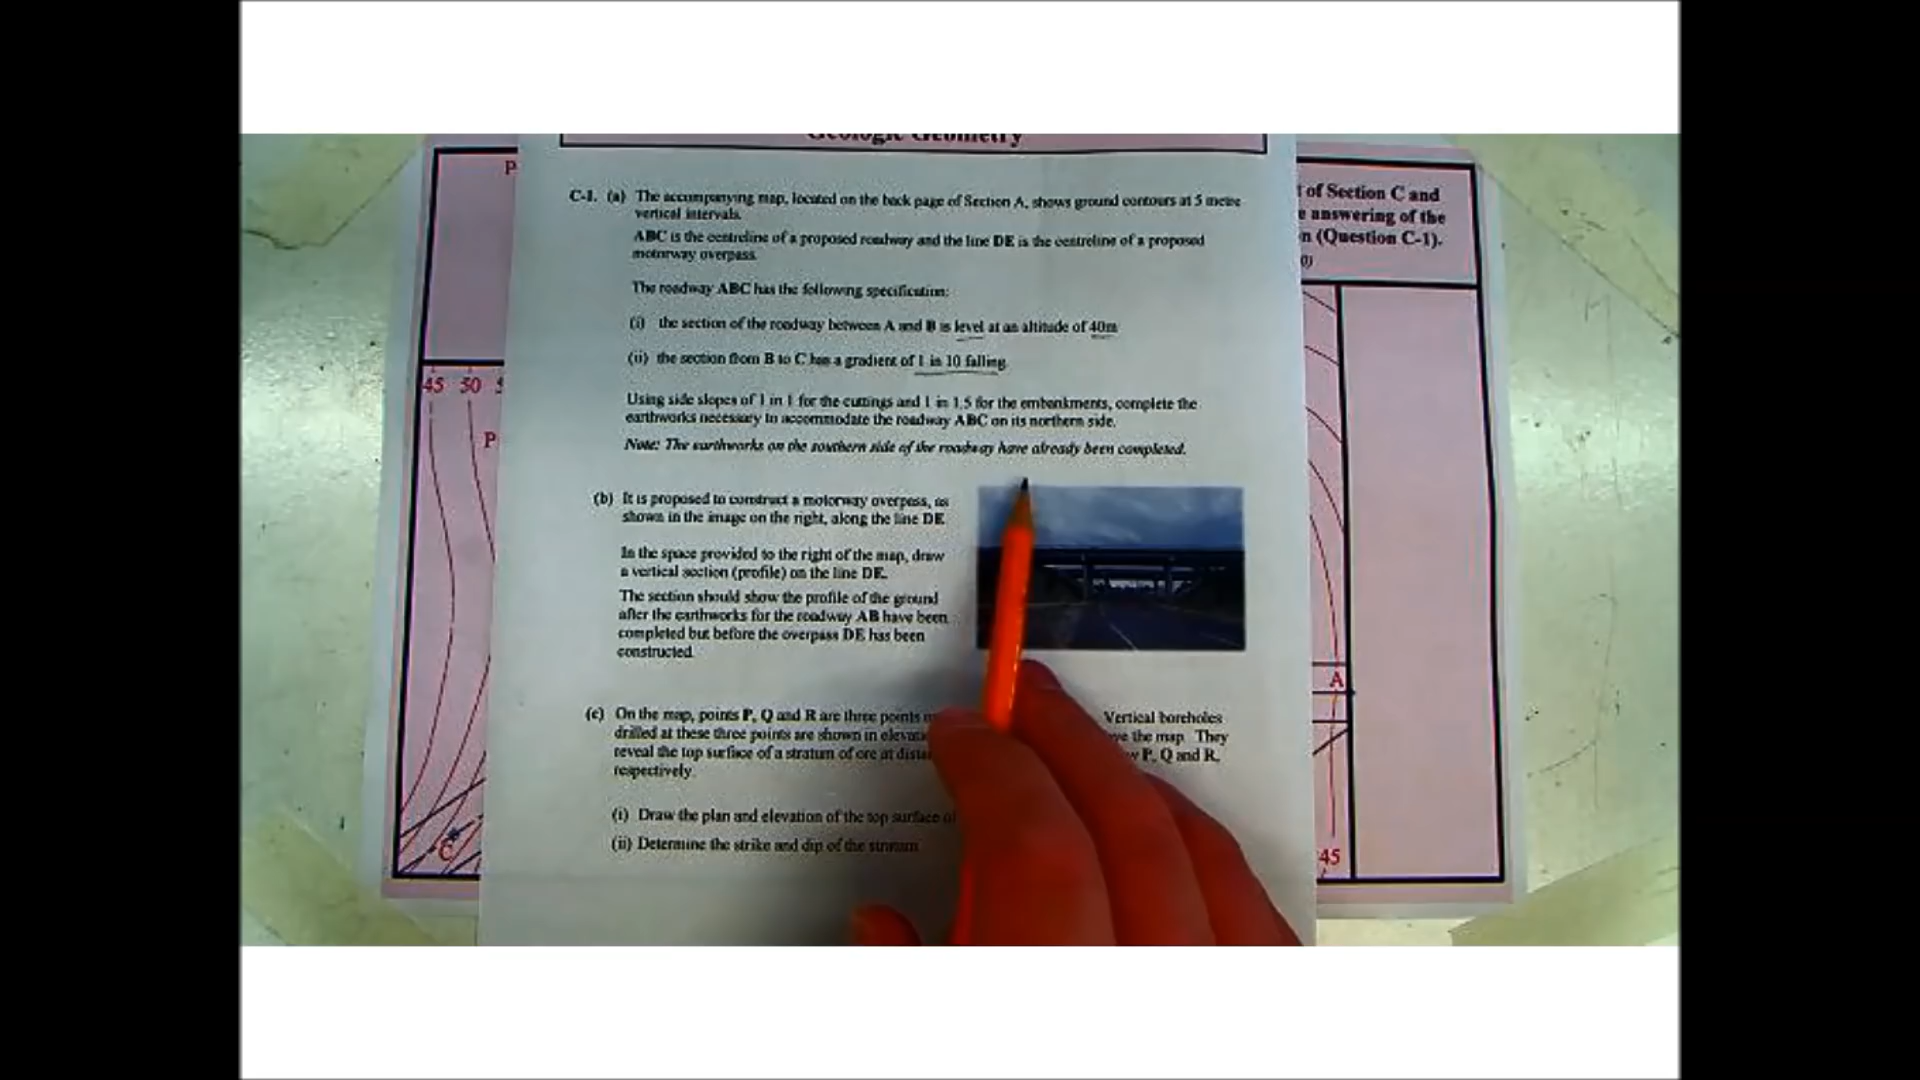 Geologic Geometry
C-1. (a) The accompanying map, located on the back page of Section A, shows ground contours at 5 metre
vertical intervals.
ABC is the centreline of a proposed roadway and the line DE is the centreline of a proposed
motorway overpass.
The roadway ABC has the following specification:
(i) the section of the roadway between A and B is level at an altitude of 40m
(ii) the section from B to C has a gradient of 1 in 10 falling.
Using side slopes of 1 in 1 for the cuttings and 1 in 1.5 for the embankments, complete the
earthworks necessary to accommodate the roadway ABC on its northern side.
Note: The earthworks on the southern side of the roadway have already been completed.
(b) It is proposed to construct a motorway overpass, as
shown in the image on the right, along the line DE.
In the space provided to the right of the map, draw
a vertical section (profile) on the line DE.
The section should show the profile of the ground
after the earthworks for the roadway AB have been
completed but before the overpass DE has been
constructed.
(c) On the map, points P, Q and R are three points
Vertical boreholes
drilled at these three points are shown in
the map. They
reveal the top surface of a stratum of ore at
P, Q and R,
respectively.
(i) Draw the plan and elevation of the top surface
(ii) Determine the strike and dip of the stratum.
P
45 50
P
C
of Section C and
answering of the
(Question C-1).
A
45